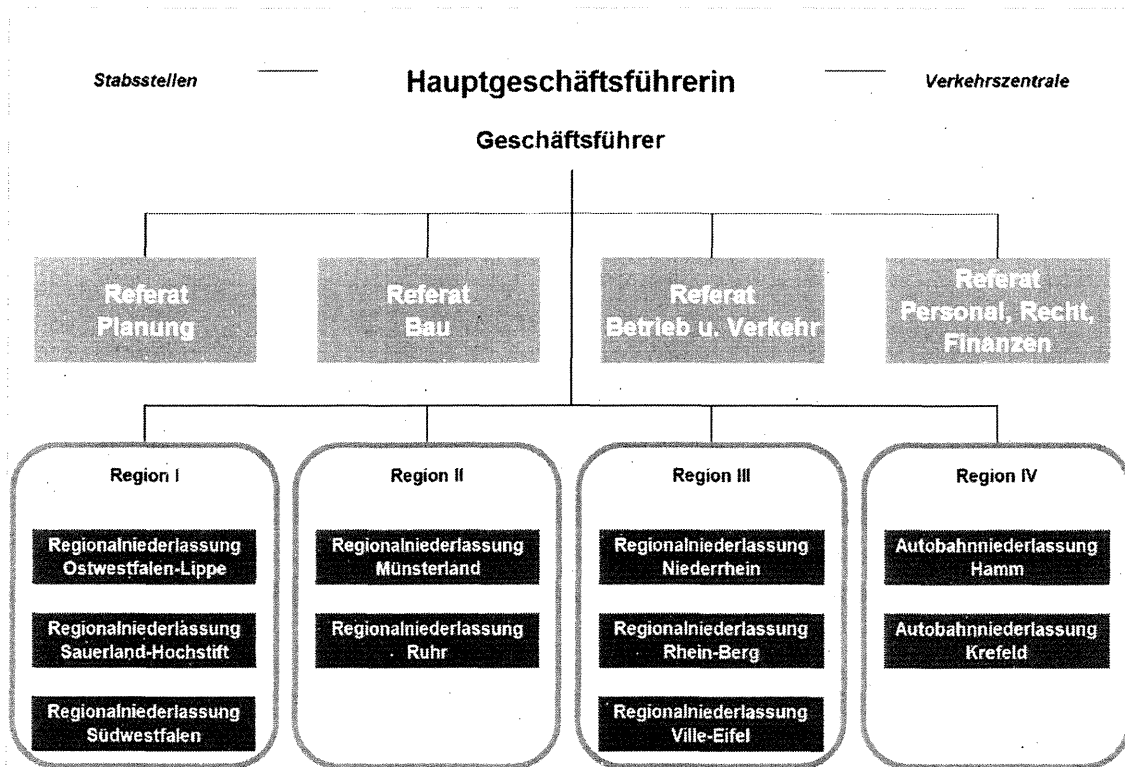 Stabsstellen
Hauptgeschäftsführerin
Verkehrszentrale
Geschäftsführer
Referat
Planung
Referat
Bau
Referat
Betrieb u. Verkehr
Referat
Personal, Recht,
Finanzen
Region I
Regionalniederlassung
Ostwestfalen-Lippe
Regionalniederlassung
Sauerland-Hochstift
Regionalniederlassung
Südwestfalen
Region II
Regionalniederlassung
Münsterland
Regionalniederlassung
Ruhr
Region III
Regionalniederlassung
Niederrhein
Regionalniederlassung
Rhein-Berg
Regionalniederlassung
Ville-Eifel
Region IV
Autobahnniederlassung
Hamm
Autobahnniederlassung
Krefeld